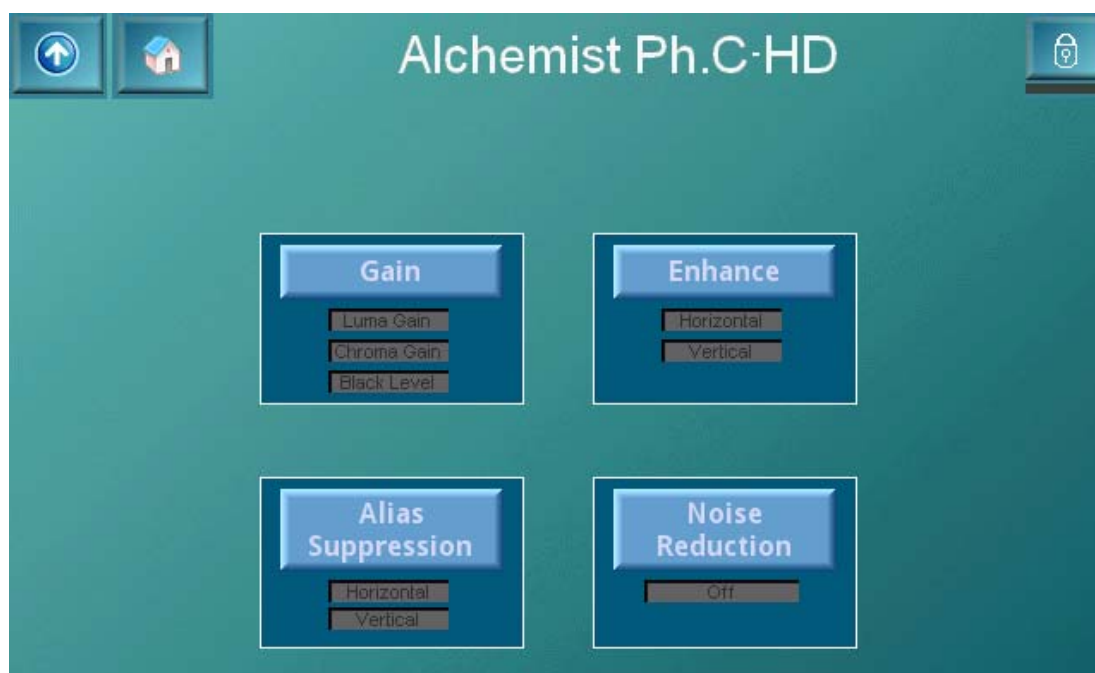 Alchemist Ph.C-HD
Gain
Luma Gain
Chroma Gain
Black Level
Enhance
Horizontal
Vertical
Alias
Suppression
Horizontal
Vertical
Noise
Reduction
Off